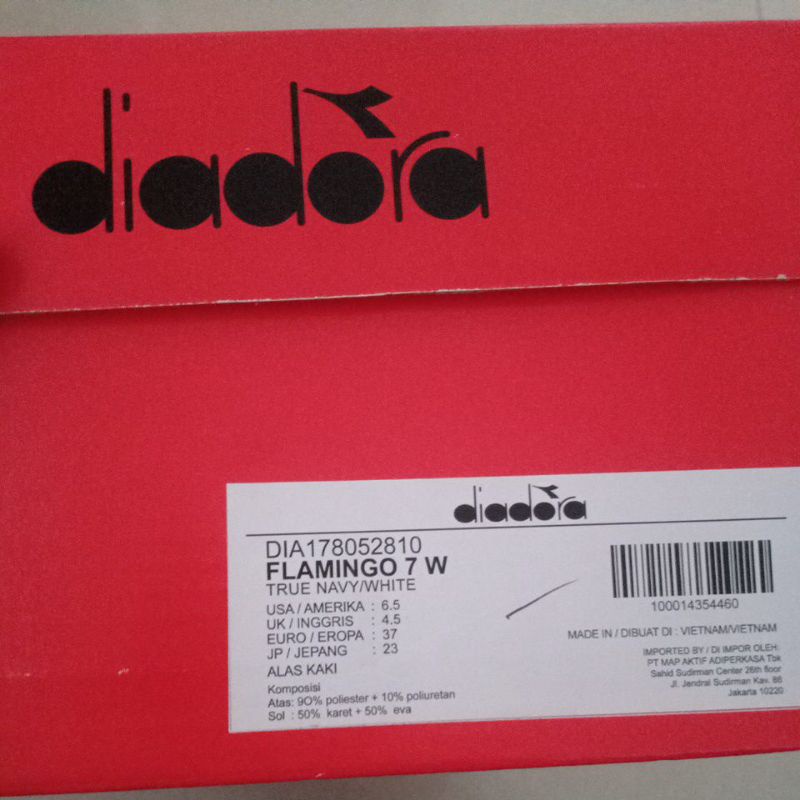 diadora
diadora
DIA178052810
FLAMINGO 7 W
TRUE NAVY/WHITE
USA / AMERIKA : 6.5
UK / INGGRIS : 4.5
EURO / EROPA : 37
JP / JEPANG : 23
ALAS KAKI
Komposisi
Atas: 90% poliester + 10% poliuretan
Sol : 50% karet + 50% eva
100014354460
MADE IN / DIBUAT DI : VIETNAM/VIETNAM
IMPORTED BY / DI IMPOR OLEH:
PT MAP AKTIF ADIPERKASA Tbk
Sahid Sudirman Center 26th floor
Jl. Jendral Sudirman Kav. 86
Jakarta 10220